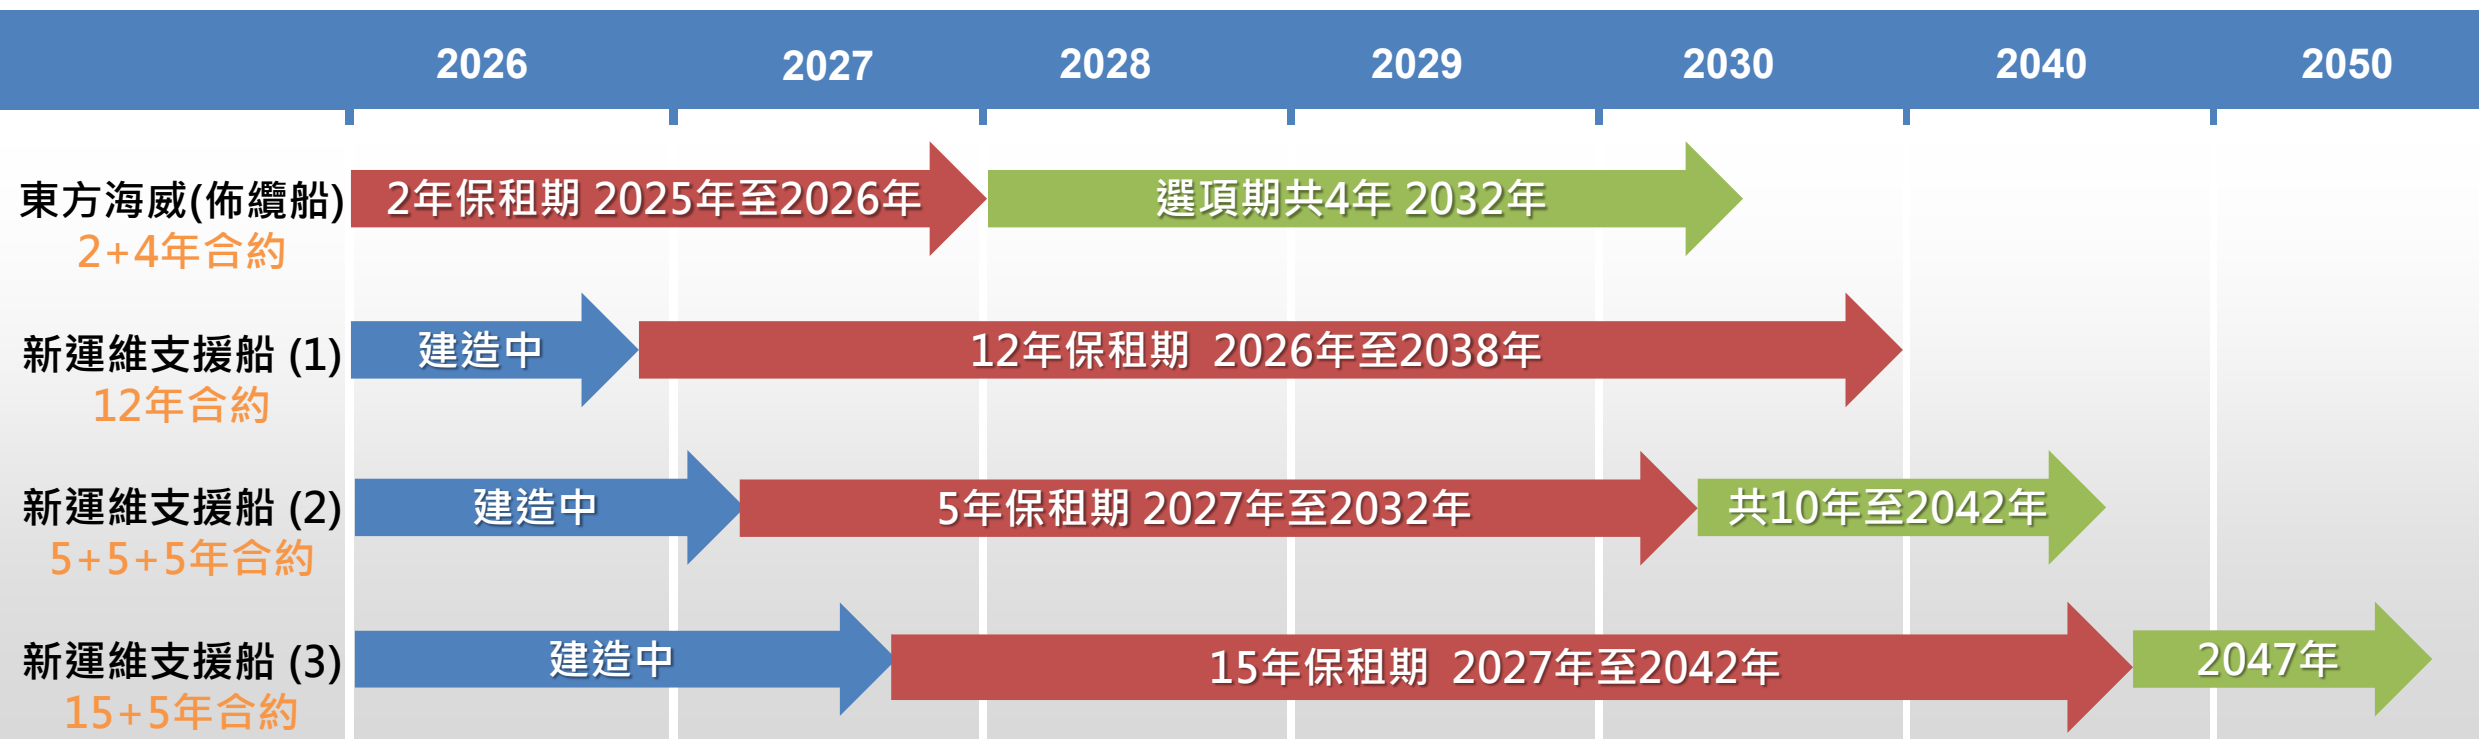 2026 2027 2028 2029 2030 2040 2050
東方海威(佈纜船)
2+4年合約
2年保租期 2025年至2026年
選項期共4年 2032年
新運維支援船 (1)
12年合約
建造中
12年保租期 2026年至2038年
新運維支援船 (2)
5+5+5年合約
建造中
5年保租期 2027年至2032年
共10年至2042年
新運維支援船 (3)
15+5年合約
建造中
15年保租期 2027年至2042年
2047年